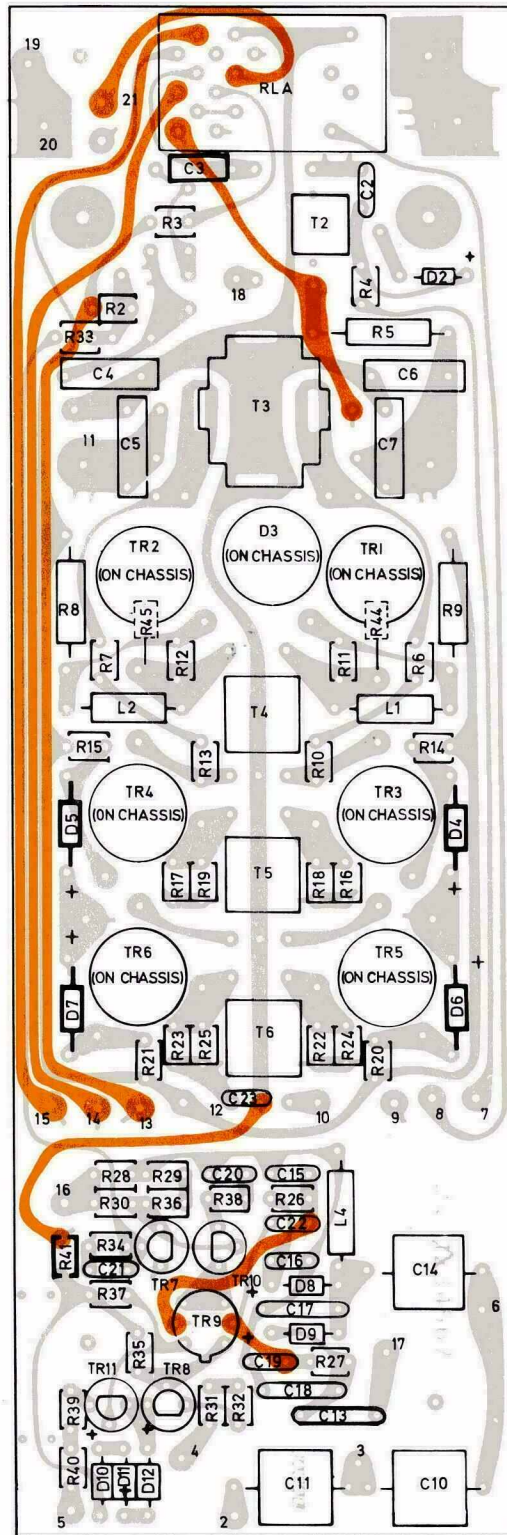 19
21
RLA
20
C3
C2
R3
T2
+
R4
D2
18
R2
R5
R33
C4
C6
T3
11
C5
C7
D3
(ON CHASSIS)
TR2
(ON CHASSIS)
TR1
(ON CHASSIS)
R8
R45
R44
R9
R7
R12
R11
R6
L2
T4
L1
R15
R13
R10
R14
TR4
(ON CHASSIS)
TR3
(ON CHASSIS)
D5
D4
T5
R17
R19
R18
R16
+
+
+
TR6
(ON CHASSIS)
TR5
(ON CHASSIS)
+
D7
D6
T6
R21
R23
R25
R22
R24
R20
15
14
13
12
C23
10
9
8
7
16
R28
R29
C20
C15
R30
R36
R38
R26
C22
L4
R41
R34
C21
TR7
TR10
C16
C14
R37
+
D8
C17
6
TR9
+
D9
17
R35
C19
R27
TR11
TR8
C18
R39
R31
R32
C13
+
+
4
R40
D10
D11
D12
C11
3
C10
5
2